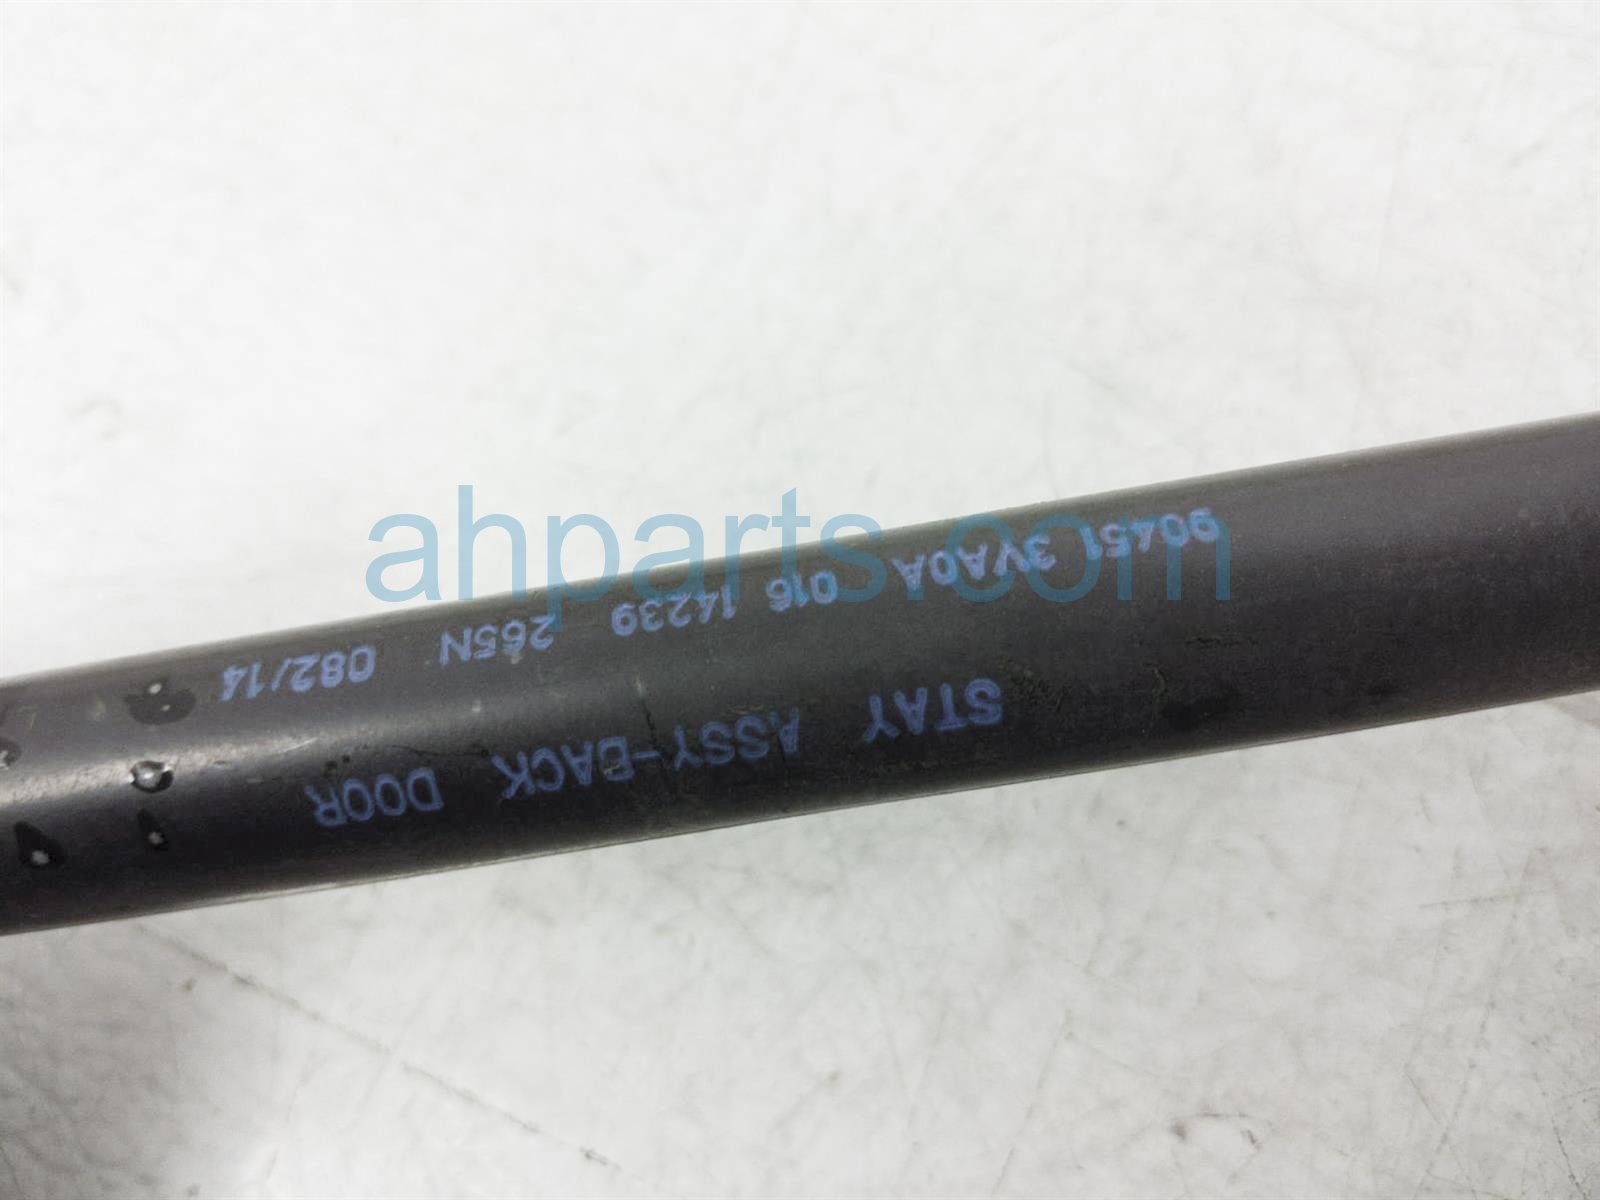 90451 3VA0A 016 14239 265N 082/14
STAY ASSY-BACK DOOR
ahparts.com